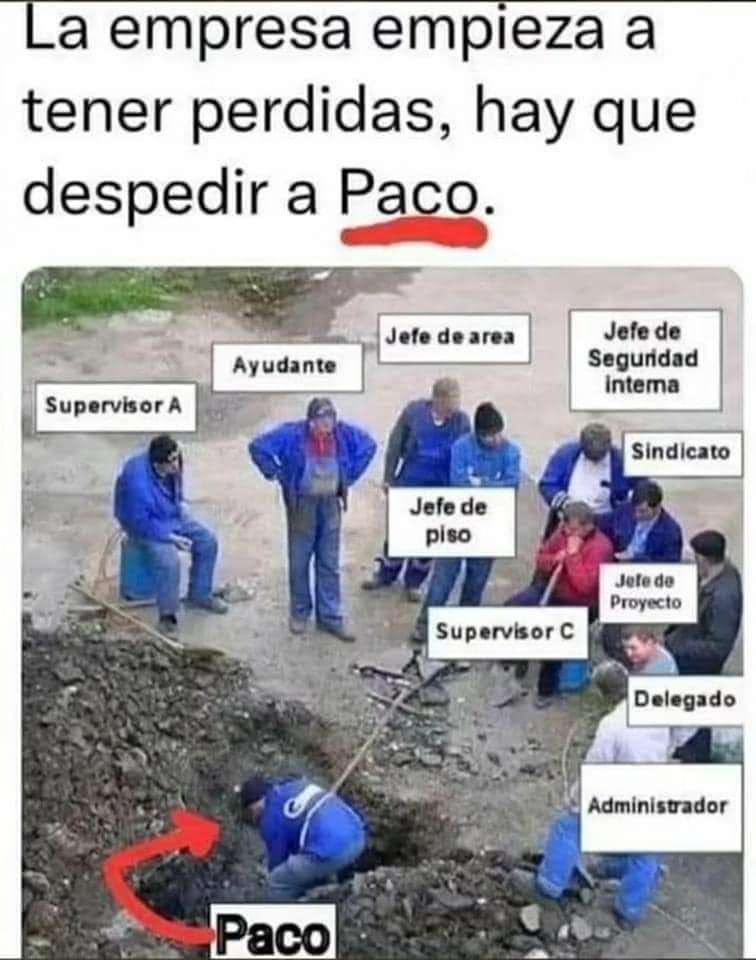 La empresa empieza a
tener perdidas, hay que
despedir a Paco.
Jefe de area
Jefe de
Seguridad
interna
Ayudante
Supervisor A
Sindicato
Jefe de
piso
Jefe de
Proyecto
Supervisor C
Delegado
Administrador
Paco